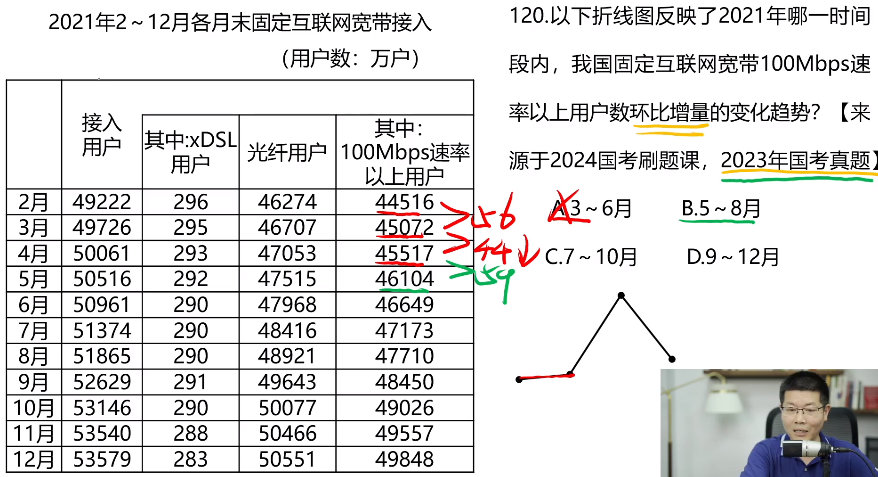 2021年2～12月各月末固定互联网宽带接入
（用户数：万户）
接入用户 其中:xDSL用户 光纤用户 其中：100Mbps速率以上用户
2月 49222 296 46274 44516
3月 49726 295 46707 45072
4月 50061 293 47053 45517
5月 50516 292 47515 46104
6月 50961 290 47968 46649
7月 51374 290 48416 47173
8月 51865 290 48921 47710
9月 52629 291 49643 48450
10月 53146 290 50077 49026
11月 53540 288 50466 49557
12月 53579 283 50551 49848
56
44
59
120.以下折线图反映了2021年哪一时间
段内，我国固定互联网宽带100Mbps速
率以上用户数环比增量的变化趋势？【来
源于2024国考刷题课，2023年国考真题】
A.3～6月 B.5～8月
C.7～10月 D.9～12月